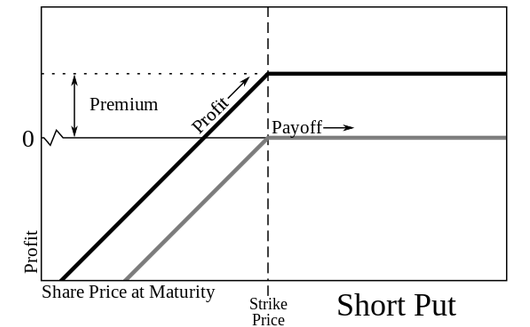 Premium
Profit
Payoff
0
Profit
Share Price at Maturity
Strike
Price
Short Put